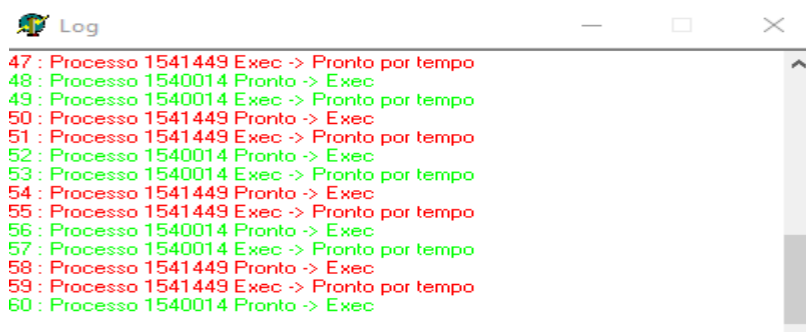 Log
47 : Processo 1541449 Exec -> Pronto por tempo
48 : Processo 1540014 Pronto -> Exec
49 : Processo 1540014 Exec -> Pronto por tempo
50 : Processo 1541449 Pronto -> Exec
51 : Processo 1541449 Exec -> Pronto por tempo
52 : Processo 1540014 Pronto -> Exec
53 : Processo 1540014 Exec -> Pronto por tempo
54 : Processo 1541449 Pronto -> Exec
55 : Processo 1541449 Exec -> Pronto por tempo
56 : Processo 1540014 Pronto -> Exec
57 : Processo 1540014 Exec -> Pronto por tempo
58 : Processo 1541449 Pronto -> Exec
59 : Processo 1541449 Exec -> Pronto por tempo
60 : Processo 1540014 Pronto -> Exec